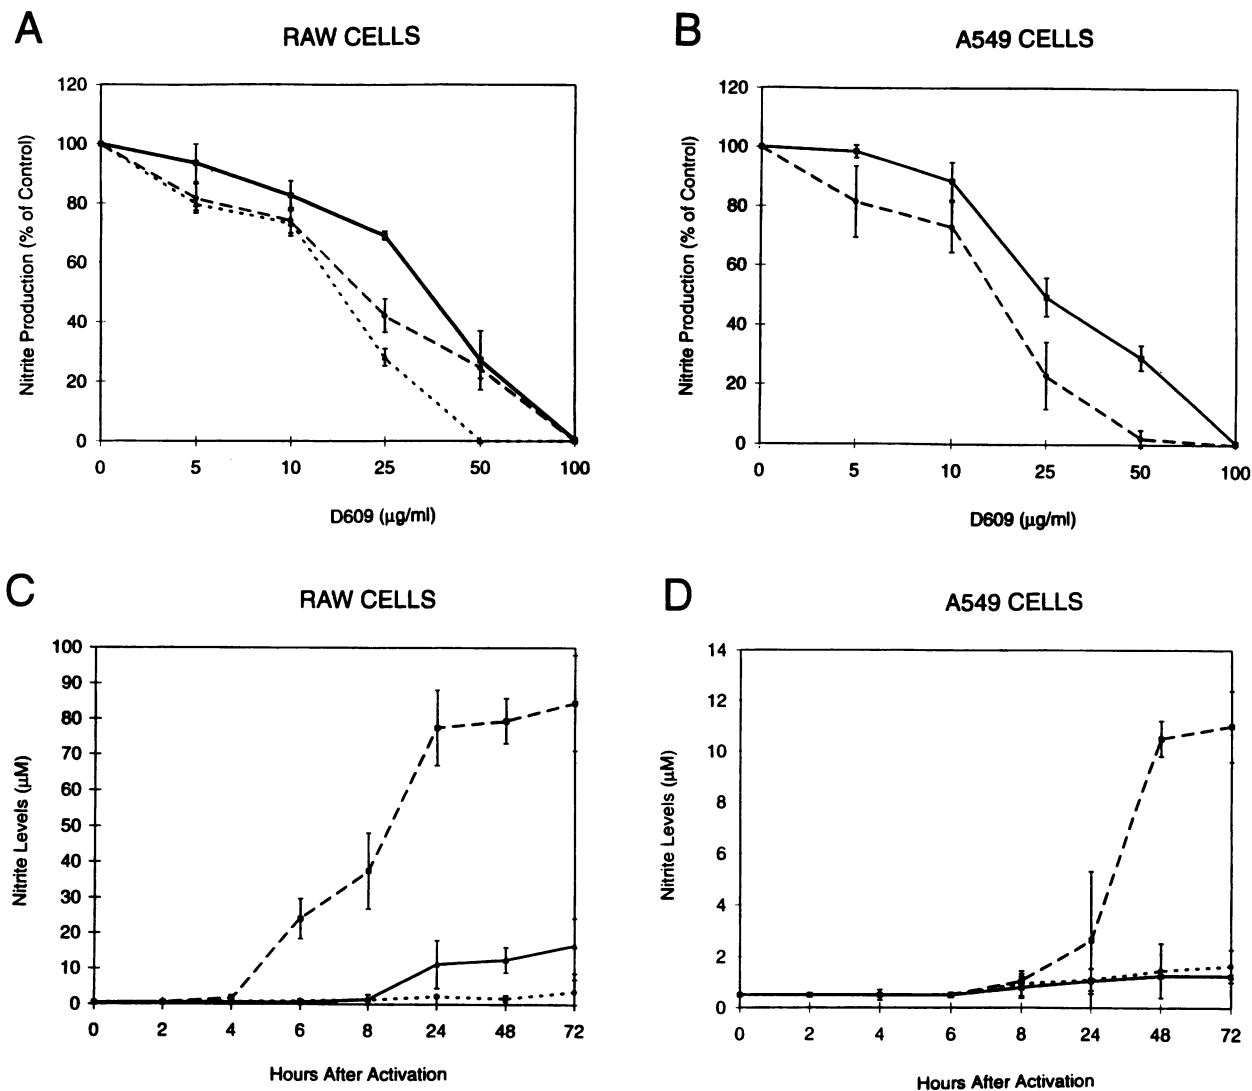 A
RAW CELLS
120
100
80
60
40
20
0
Nitrite Production (% of Control)
0 5 10 25 50 100
D609 (μg/ml)
B
A549 CELLS
120
100
80
60
40
20
0
Nitrite Production (% of Control)
0 5 10 25 50 100
D609 (μg/ml)
C
RAW CELLS
100
90
80
70
60
50
40
30
20
10
0
Nitrite Levels (μM)
0 2 4 6 8 24 48 72
Hours After Activation
D
A549 CELLS
14
12
10
8
6
4
2
0
Nitrite Levels (μM)
0 2 4 6 8 24 48 72
Hours After Activation